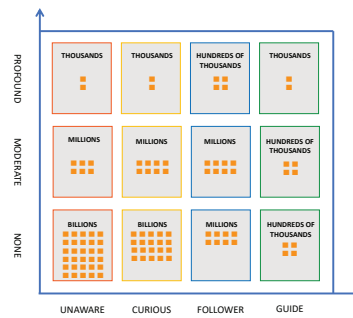 PROFOUND
THOUSANDS
THOUSANDS
HUNDREDS OF
THOUSANDS
THOUSANDS
MODERATE
MILLIONS
MILLIONS
MILLIONS
HUNDREDS OF
THOUSANDS
NONE
BILLIONS
BILLIONS
MILLIONS
HUNDREDS OF
THOUSANDS
UNAWARE
CURIOUS
FOLLOWER
GUIDE